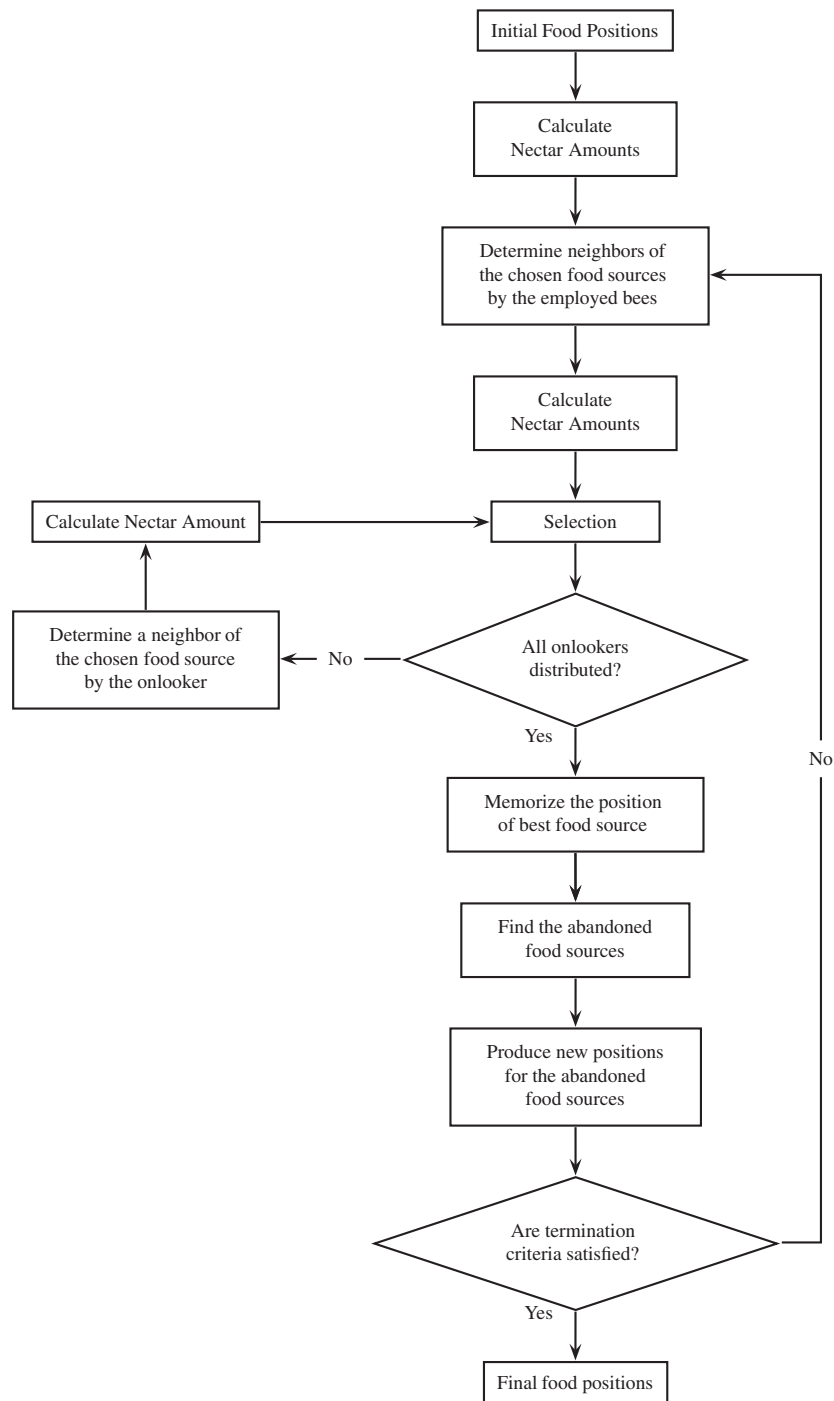 Initial Food Positions
Calculate
Nectar Amounts
Determine neighbors of
the chosen food sources
by the employed bees
Calculate
Nectar Amounts
Calculate Nectar Amount
Selection
Determine a neighbor of
the chosen food source
by the onlooker
No
All onlookers
distributed?
Yes
No
Memorize the position
of best food source
Find the abandoned
food sources
Produce new positions
for the abandoned
food sources
Are termination
criteria satisfied?
Yes
Final food positions